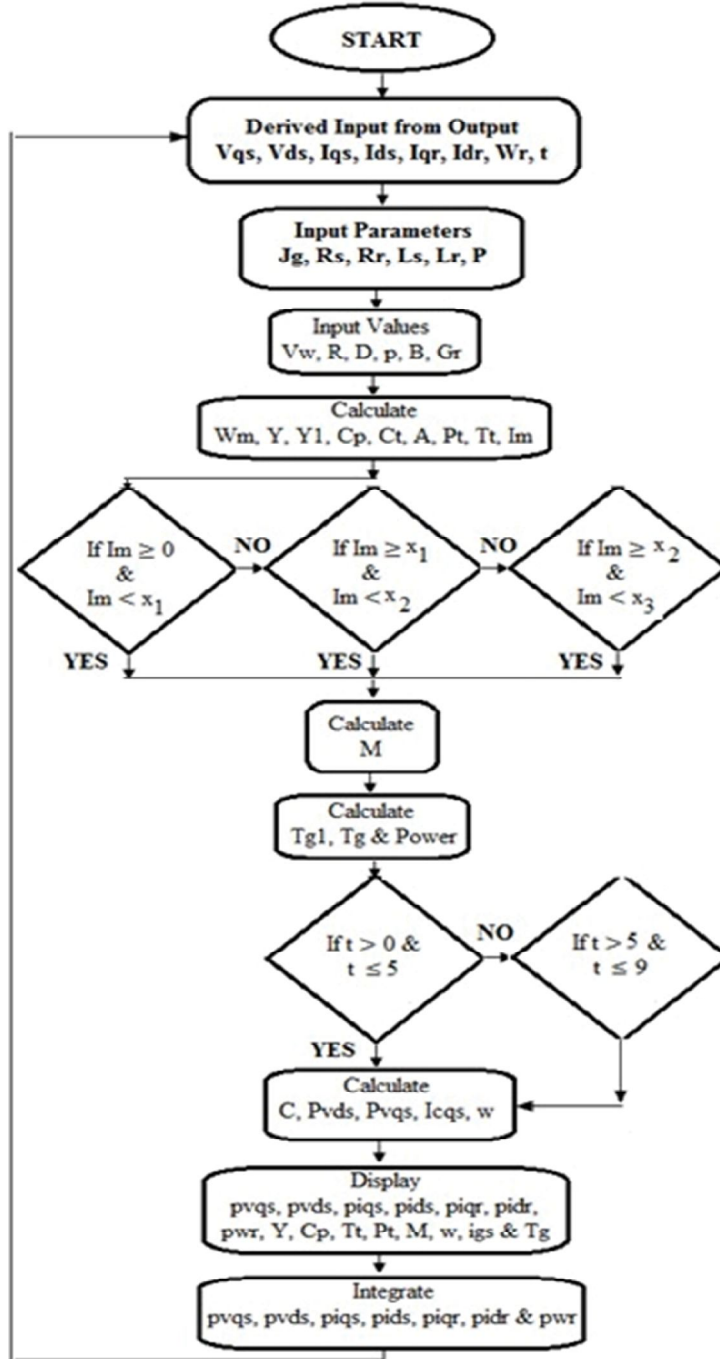 START
Derived Input from Output
Vqs, Vds, Iqs, Ids, Iqr, Idr, Wr, t
Input Parameters
Jg, Rs, Rr, Ls, Lr, P
Input Values
Vw, R, D, p, B, Gr
Calculate
Wm, Y, Y1, Cp, Ct, A, Pt, Tt, Im
If Im ≥ 0
&
Im < x1
NO
If Im ≥ x1
&
Im < x2
NO
If Im ≥ x2
&
Im < x3
YES
YES
YES
Calculate
M
Calculate
Tg1, Tg & Power
If t > 0 &
t ≤ 5
NO
If t > 5 &
t ≤ 9
YES
Calculate
C, Pvds, Pvqs, Icqs, w
Display
pvqs, pvds, piqs, pids, piqr, pidr,
pwr, Y, Cp, Tt, Pt, M, w, igs & Tg
Integrate
pvqs, pvds, piqs, pids, piqr, pidr & pwr